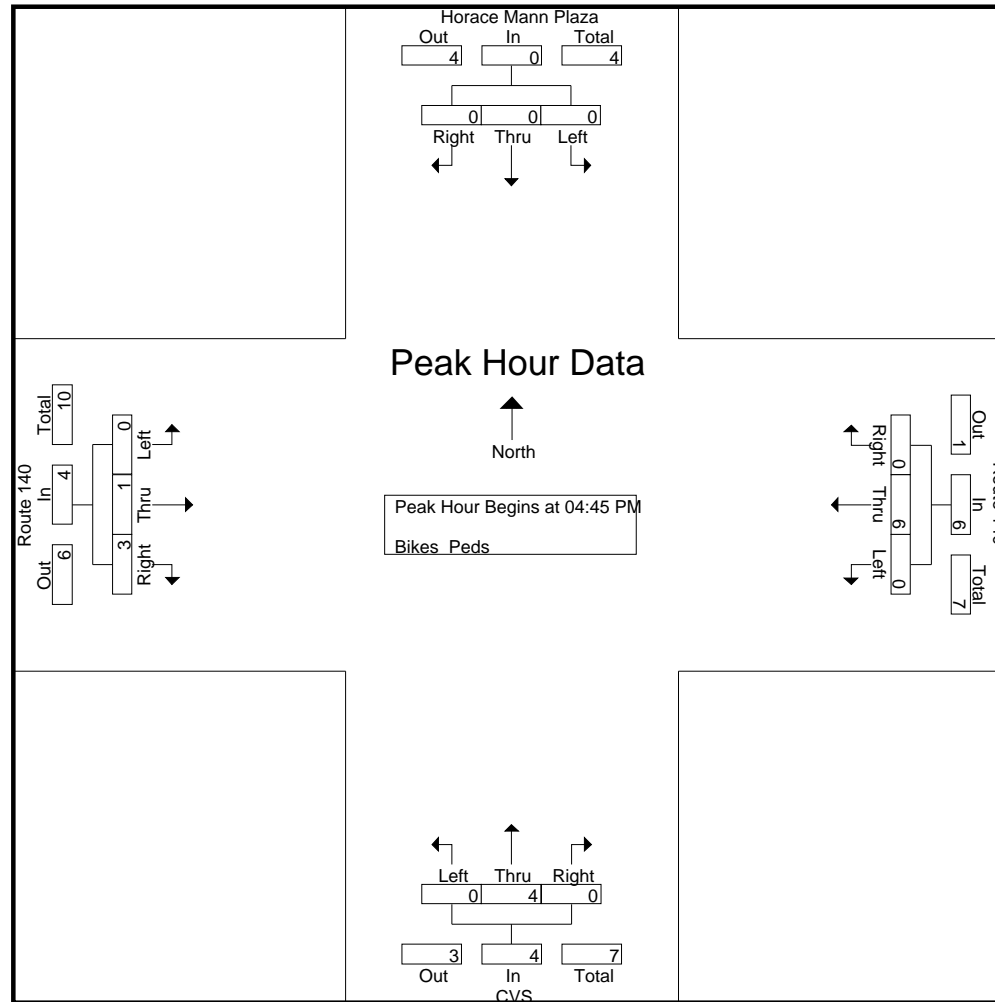 Horace Mann Plaza
Out In Total
4 0 4
0 0 0
Right Thru Left
Peak Hour Data
North
Peak Hour Begins at 04:45 PM
Bikes Peds
Route 140
Out In Total
6 4 10
Right Thru Left
3 1 0
Right Thru Left
0 6 0
Out In Total
1 6 7
Left Thru Right
0 4 0
3 4 7
Out In Total
CVS